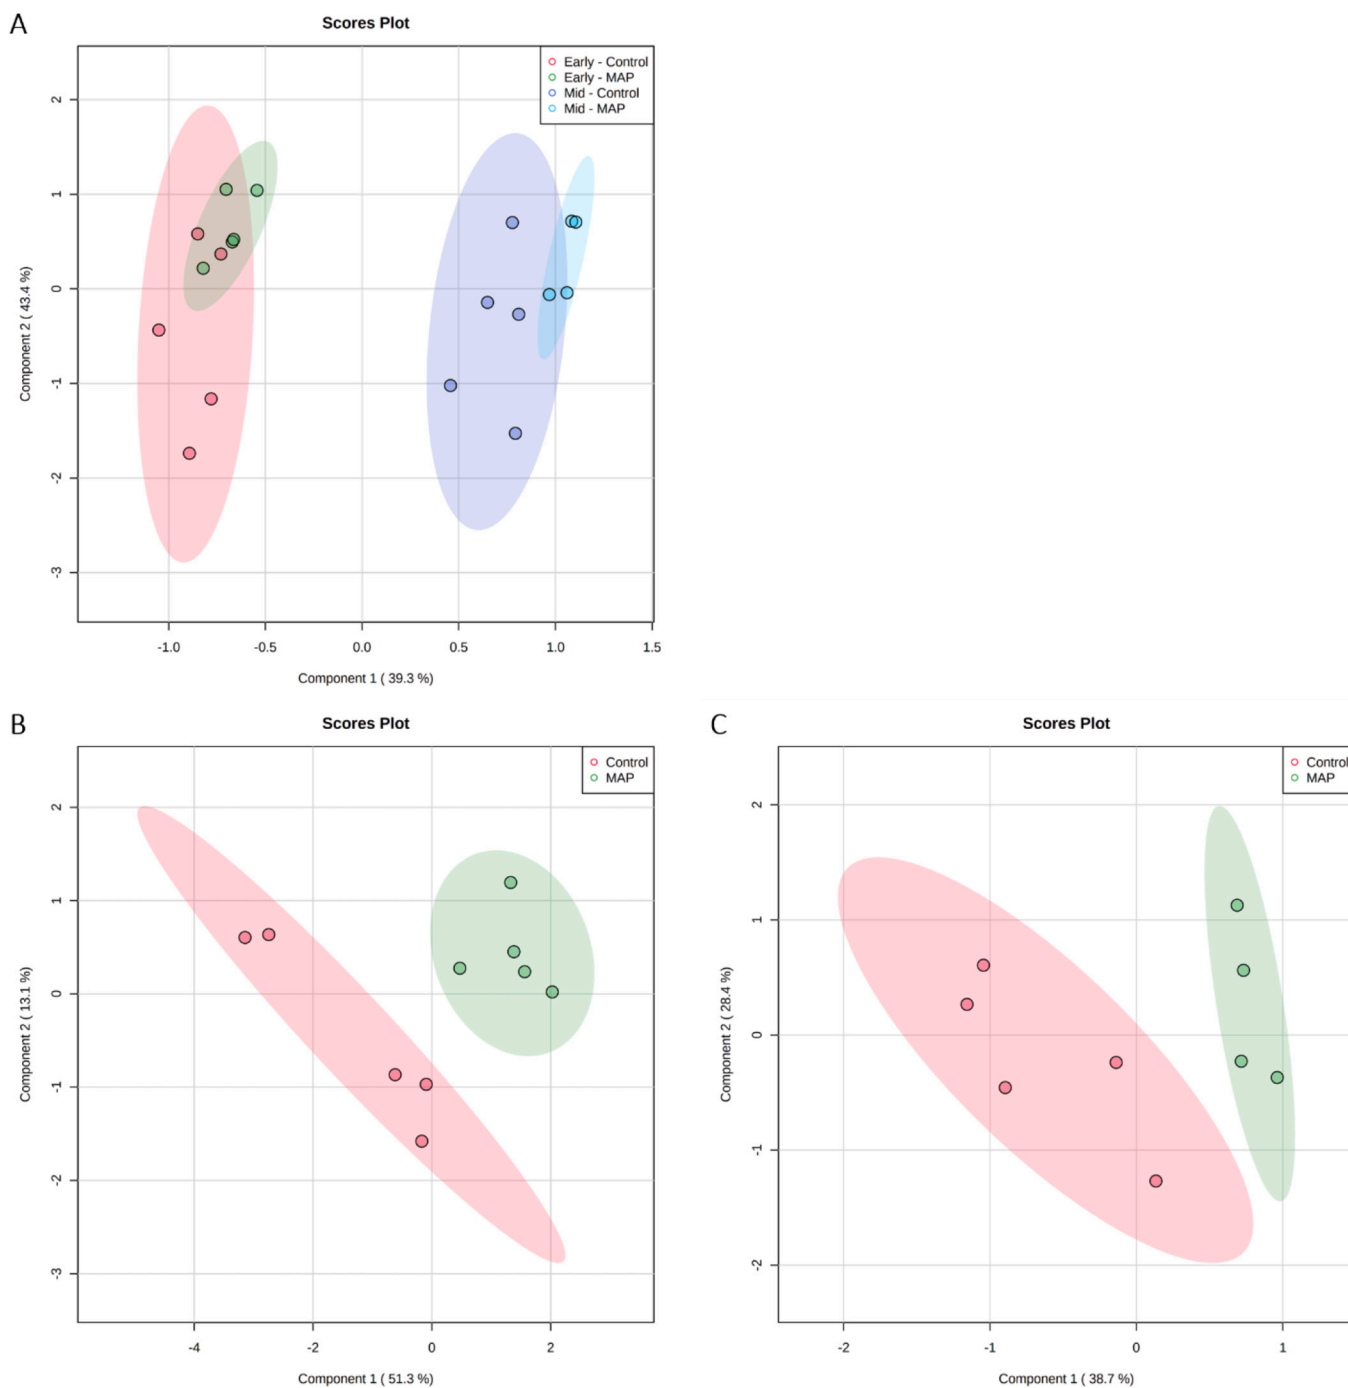 A
Scores Plot
Early - Control
Early - MAP
Mid - Control
Mid - MAP
2
1
0
-1
-2
-3
Component 2 ( 43.4 %)
-1.0 -0.5 0.0 0.5 1.0 1.5
Component 1 ( 39.3 %)
B
Scores Plot
Control
MAP
2
1
0
-1
-2
-3
Component 2 ( 13.1 %)
-4 -2 0 2
Component 1 ( 51.3 %)
C
Scores Plot
Control
MAP
2
1
0
-1
-2
Component 2 ( 28.4 %)
-2 -1 0 1
Component 1 ( 38.7 %)